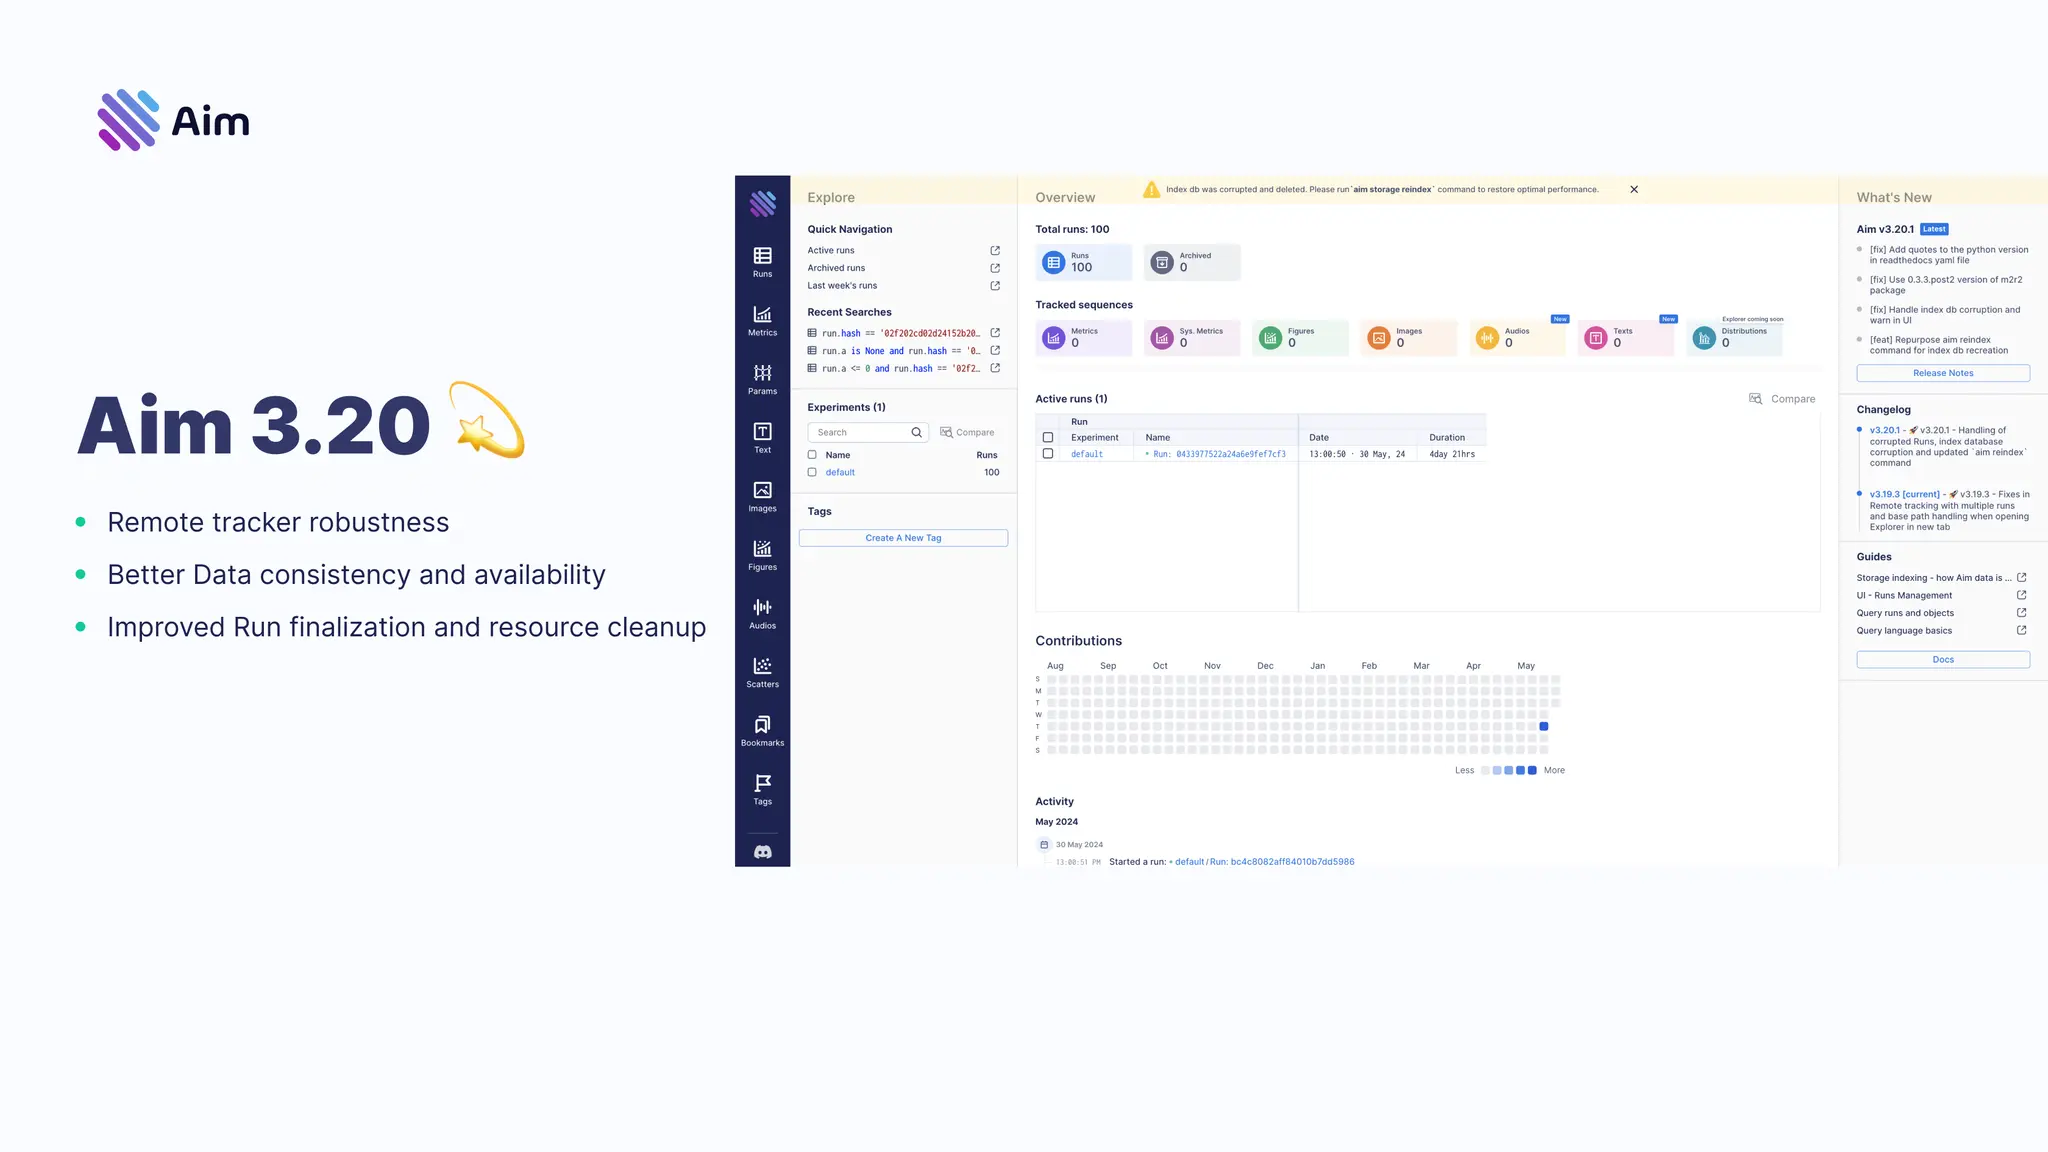 Aim
Aim 3.20
Remote tracker robustness
Better Data consistency and availability
Improved Run finalization and resource cleanup
Runs
Metrics
Params
Text
Images
Figures
Audios
Scatters
Bookmarks
Tags
Explore
Quick Navigation
Active runs
Archived runs
Last week's runs
Recent Searches
run.hash == '02f202cd02d24152b20…
run.a is None and run.hash == '0…
run.a <= 0 and run.hash == '02f2…
Experiments (1)
Search
Compare
Name Runs
default 100
Tags
Create A New Tag
Index db was corrupted and deleted. Please run `aim storage reindex` command to restore optimal performance.
Overview
Total runs: 100
Runs
100
Archived
0
Tracked sequences
Metrics
0
Sys. Metrics
0
Figures
0
Images
0
New
Audios
0
New
Texts
0
Explorer coming soon
Distributions
0
Active runs (1)
Compare
Run
Experiment Name Date Duration
default Run: 0433977522a24a6e9fef7cf3 13:00:50 · 30 May, 24 4day 21hrs
Contributions
Aug Sep Oct Nov Dec Jan Feb Mar Apr May
S
M
T
W
T
F
S
Less More
Activity
May 2024
30 May 2024
13:00:51 PM Started a run: default/Run: bc4c8082aff84010b7dd5986
What's New
Aim v3.20.1 Latest
[fix] Add quotes to the python version
in readthedocs yaml file
[fix] Use 0.3.3.post2 version of m2r2
package
[fix] Handle index db corruption and
warn in UI
[feat] Repurpose aim reindex
command for index db recreation
Release Notes
Changelog
v3.20.1 - 🚀 v3.20.1 - Handling of
corrupted Runs, index database
corruption and updated `aim reindex`
command
v3.19.3 [current] - 🚀 v3.19.3 - Fixes in
Remote tracking with multiple runs
and base path handling when opening
Explorer in new tab
Guides
Storage indexing - how Aim data is ...
UI - Runs Management
Query runs and objects
Query language basics
Docs